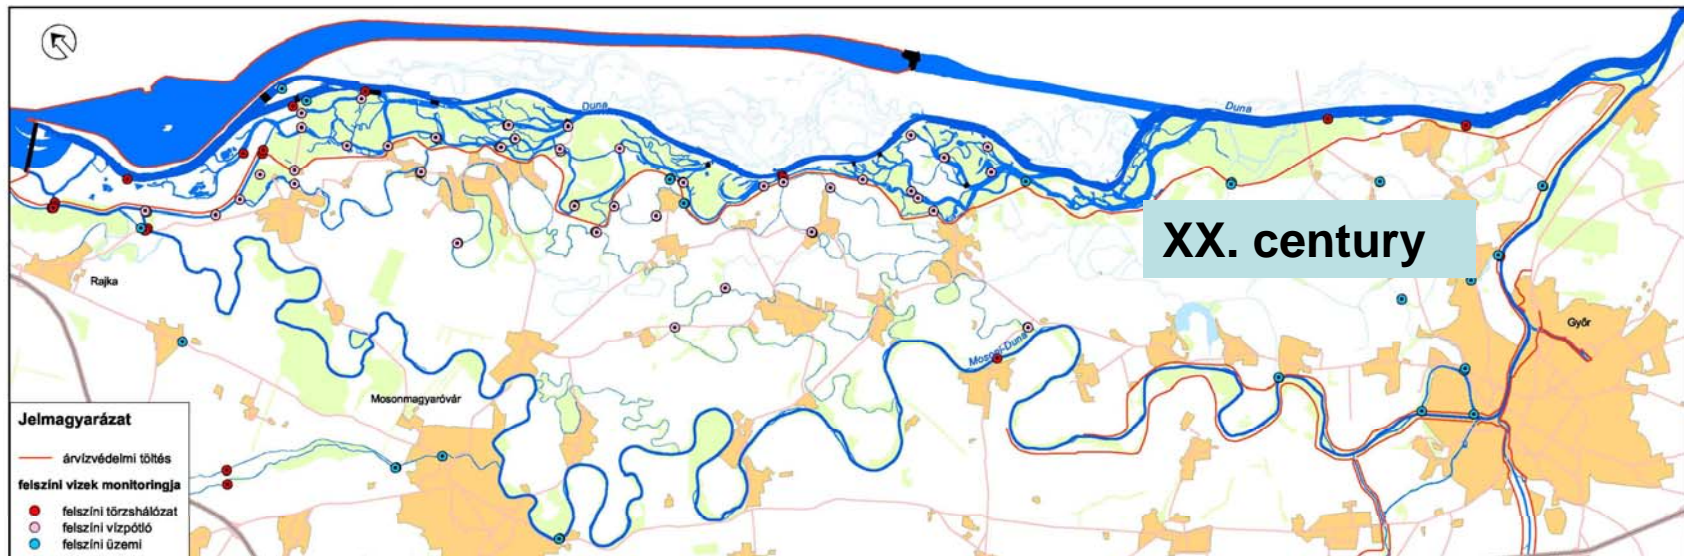 Duna
Duna
XX. century
Rajka
Győr
Mosoni-Duna
Mosonmagyaróvár
Jelmagyarázat
árvízvédelmi töltés
felszíni vizek monitoringja
felszíni törzshálózat
felszíni vízpótló
felszíni üzemi